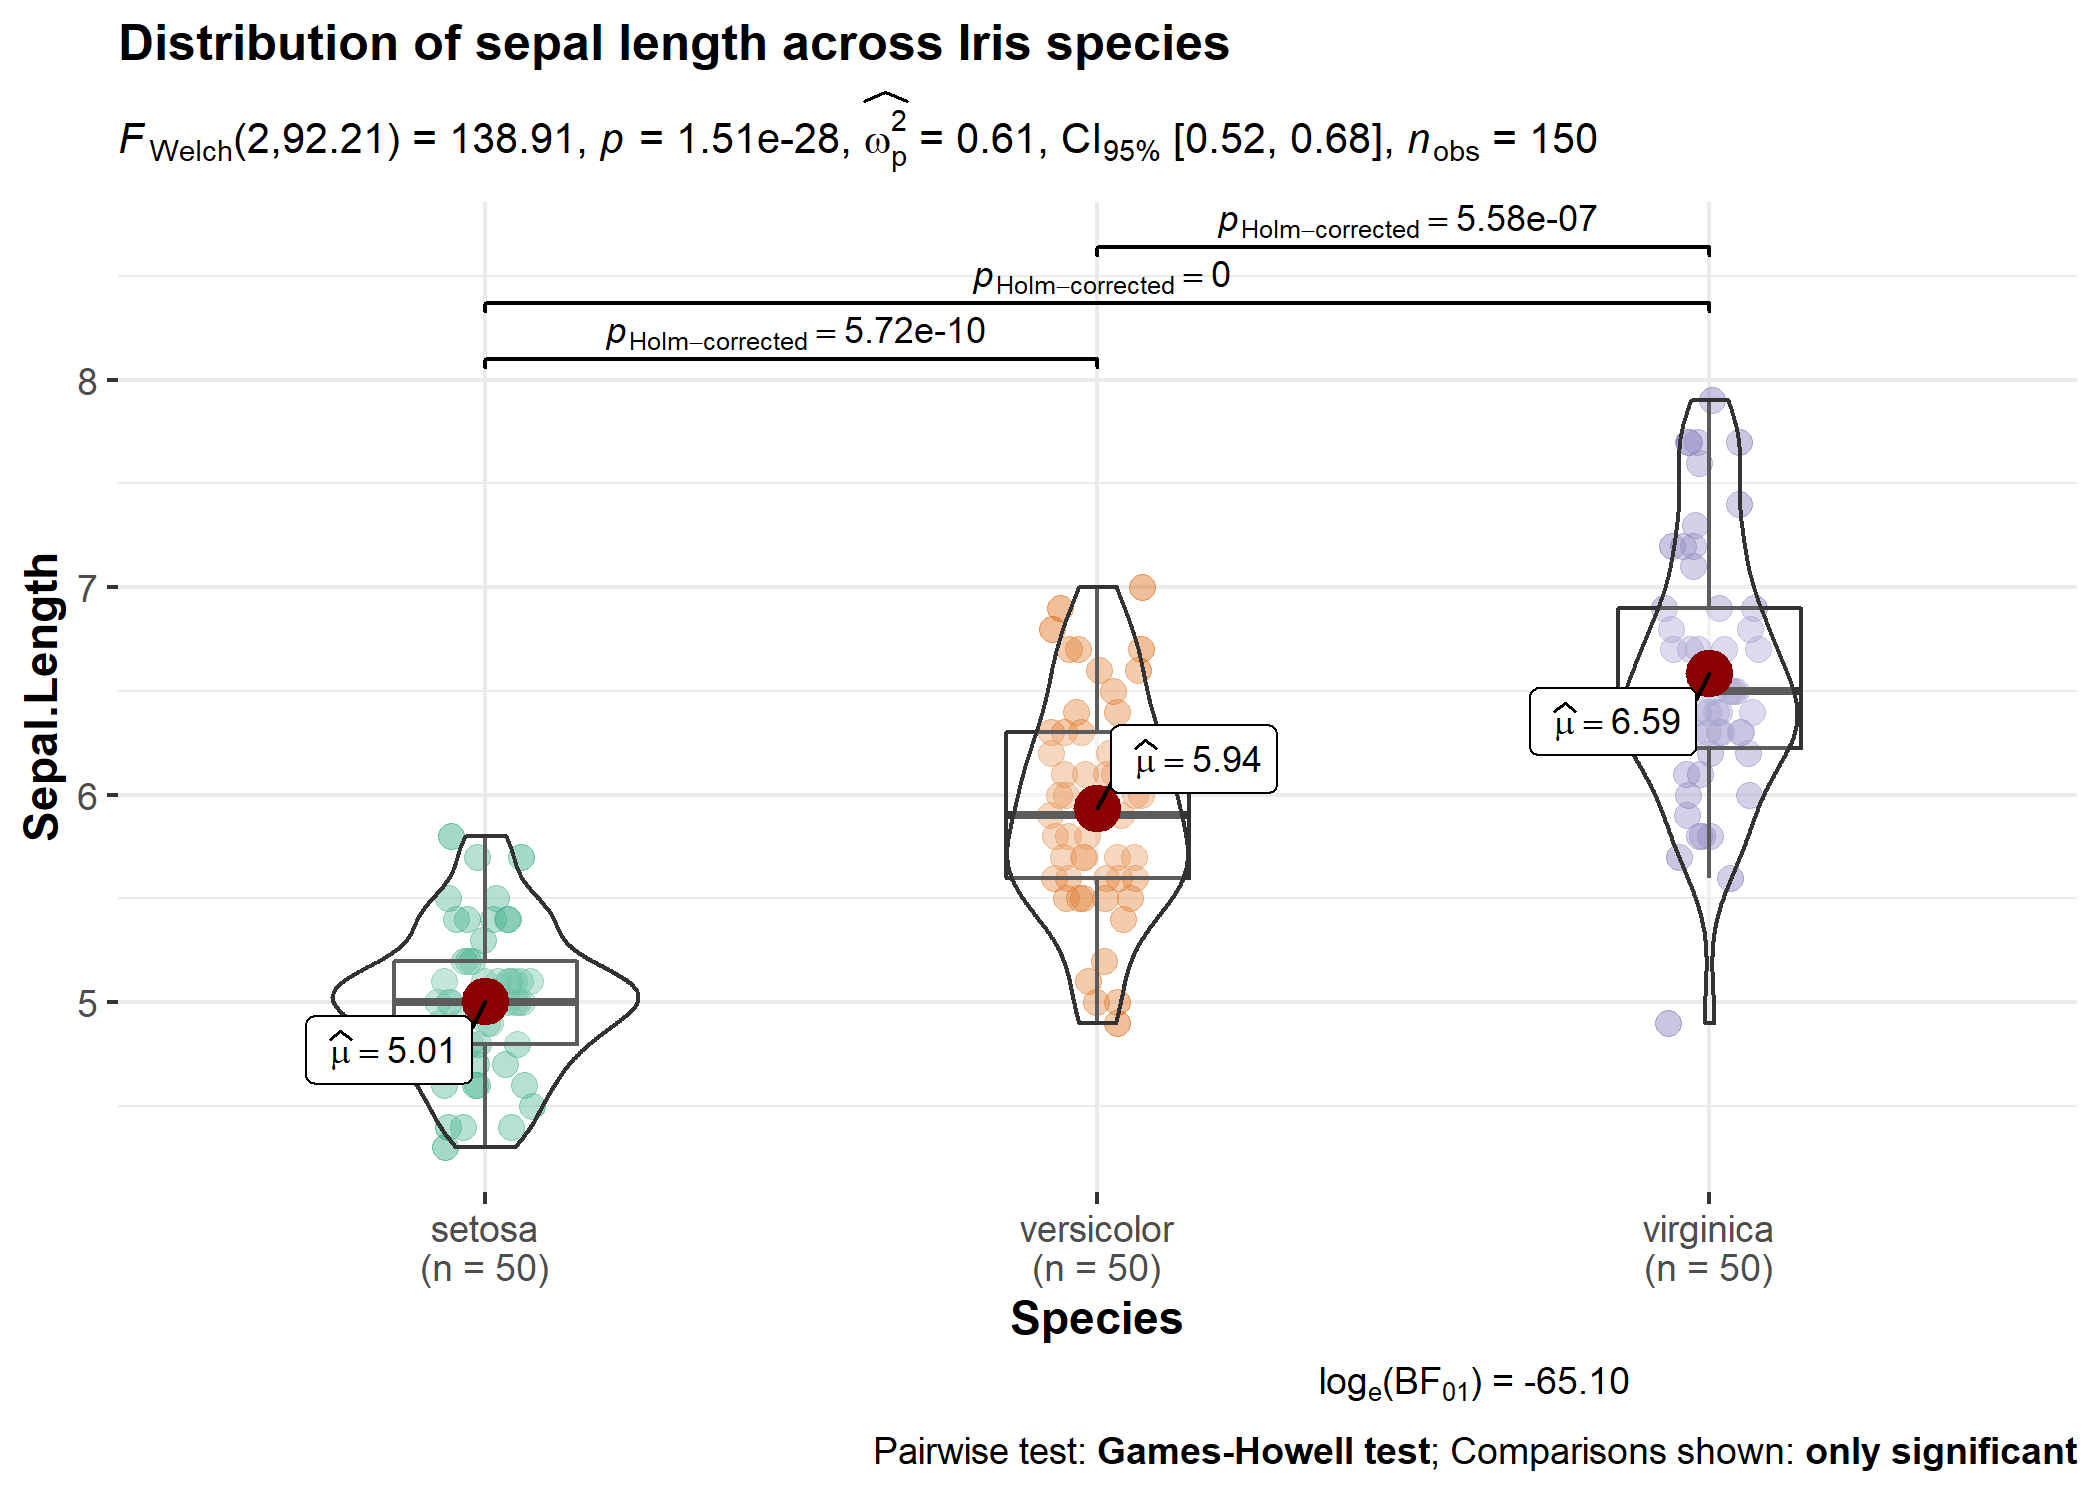 Distribution of sepal length across Iris species
F Welch(2,92.21) = 138.91, p = 1.51e-28, ω̂²p = 0.61, CI95% [0.52, 0.68], nobs = 150
pHolm−corrected = 5.58e-07
pHolm−corrected = 0
pHolm−corrected = 5.72e-10
8
7
6
5
Sepal.Length
μ̂ = 5.01
μ̂ = 5.94
μ̂ = 6.59
setosa
(n = 50)
versicolor
(n = 50)
virginica
(n = 50)
Species
loge(BF01) = -65.10
Pairwise test: Games-Howell test; Comparisons shown: only significant